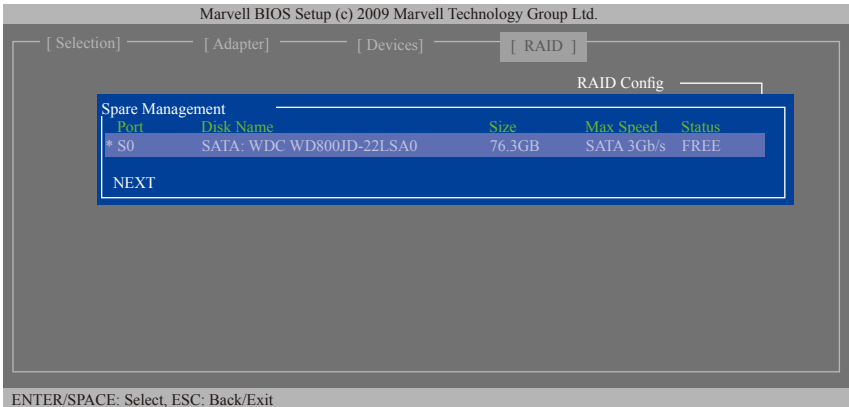 Marvell BIOS Setup (c) 2009 Marvell Technology Group Ltd.
[ Selection] [ Adapter] [ Devices] [ RAID ]
RAID Config
Spare Management
Port Disk Name Size Max Speed Status
* S0 SATA: WDC WD800JD-22LSA0 76.3GB SATA 3Gb/s FREE
NEXT
ENTER/SPACE: Select, ESC: Back/Exit